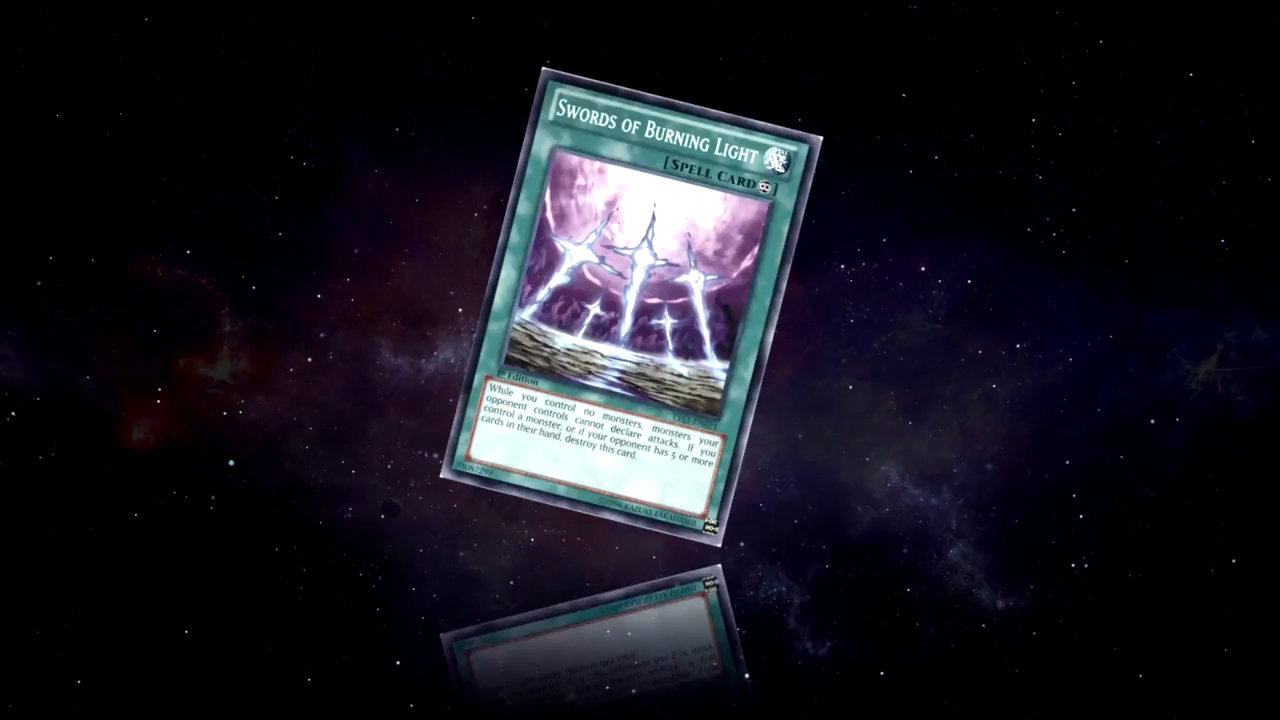 SWORDS OF BURNING LIGHT
[SPELL CARD]
1st Edition
While you control no monsters, monsters your
opponent controls cannot declare attacks. If you
control a monster, or if your opponent has 5 or more
cards in their hand, destroy this card.
©1996 KAZUKI TAKAHASHI